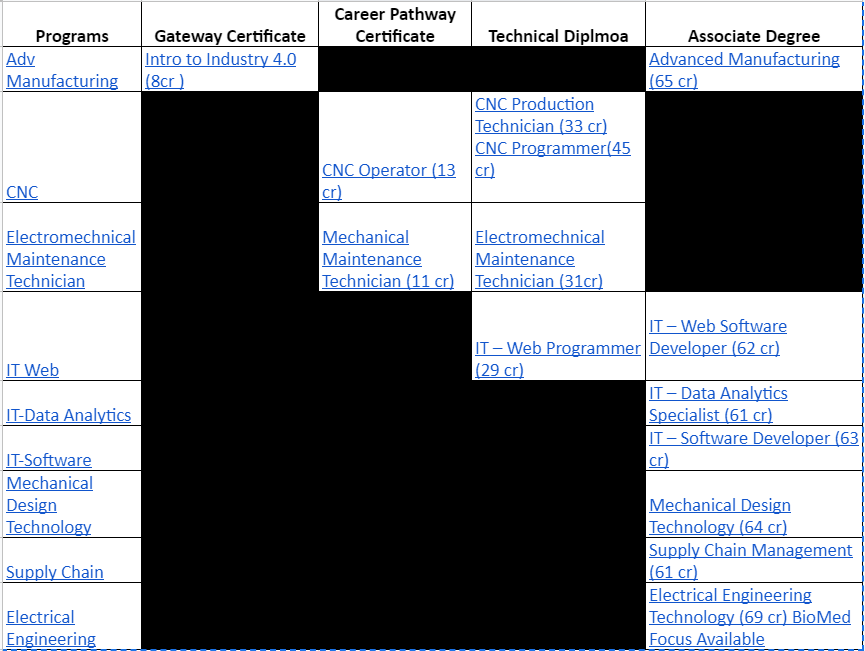 Programs
Gateway Certificate
Career Pathway
Certificate
Technical Diplmoa
Associate Degree
Adv
Manufacturing
Intro to Industry 4.0
(8cr )
Advanced Manufacturing
(65 cr)
CNC
CNC Operator (13
cr)
CNC Production
Technician (33 cr)
CNC Programmer(45
cr)
Electromechnical
Maintenance
Technician
Mechanical
Maintenance
Technician (11 cr)
Electromechnical
Maintenance
Technician (31cr)
IT Web
IT – Web Programmer
(29 cr)
IT – Web Software
Developer (62 cr)
IT-Data Analytics
IT – Data Analytics
Specialist (61 cr)
IT-Software
IT – Software Developer (63
cr)
Mechanical
Design
Technology
Mechanical Design
Technology (64 cr)
Supply Chain
Supply Chain Management
(61 cr)
Electrical
Engineering
Electrical Engineering
Technology (69 cr) BioMed
Focus Available